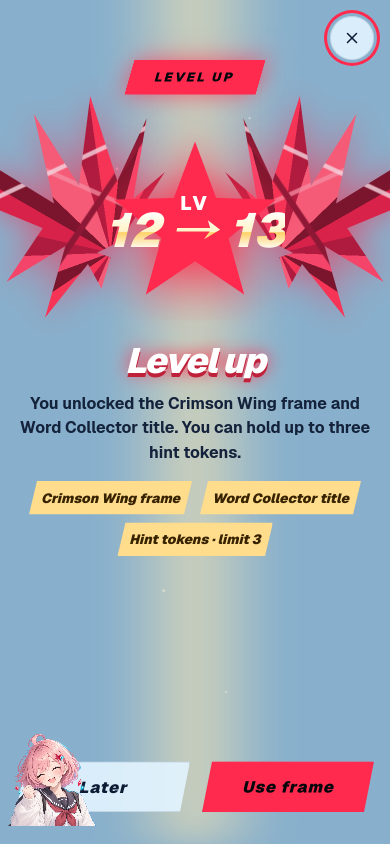 LEVEL UP
LV
12 → 13
Level up
You unlocked the Crimson Wing frame and
Word Collector title. You can hold up to three
hint tokens.
Crimson Wing frame
Word Collector title
Hint tokens · limit 3
Later
Use frame